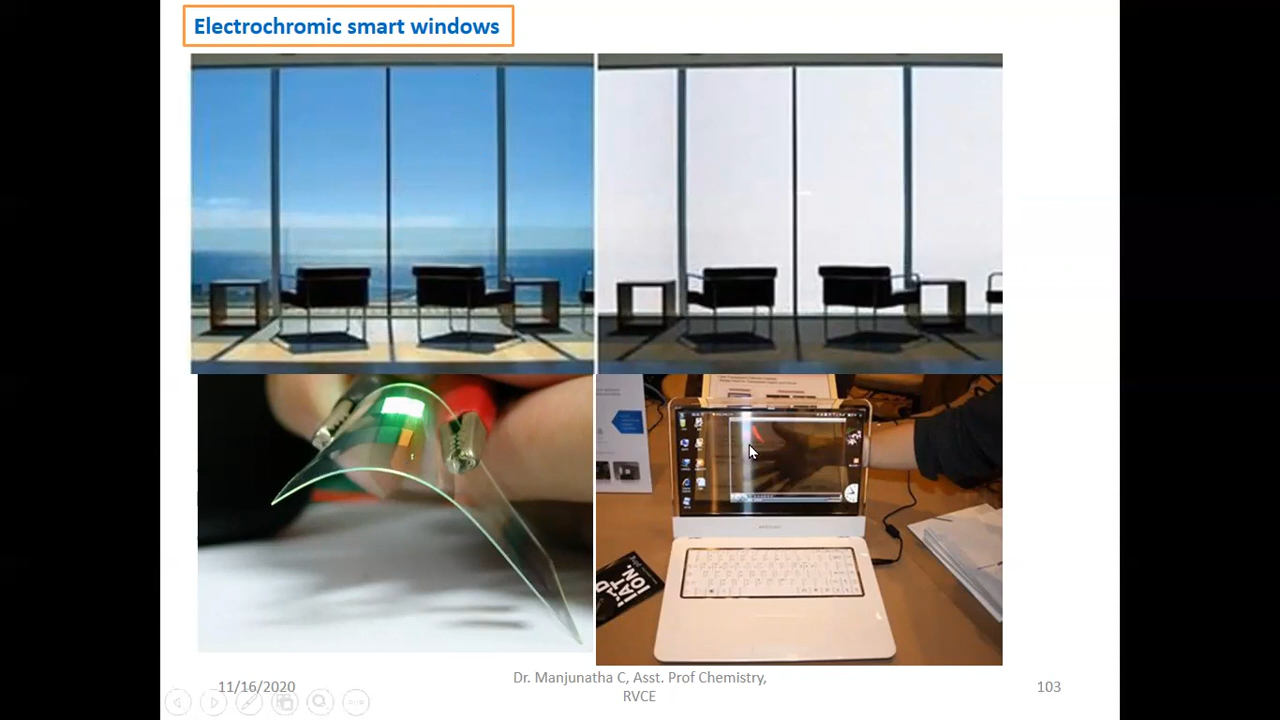 Electrochromic smart windows
11/16/2020
Dr. Manjunatha C, Asst. Prof Chemistry,
RVCE
103